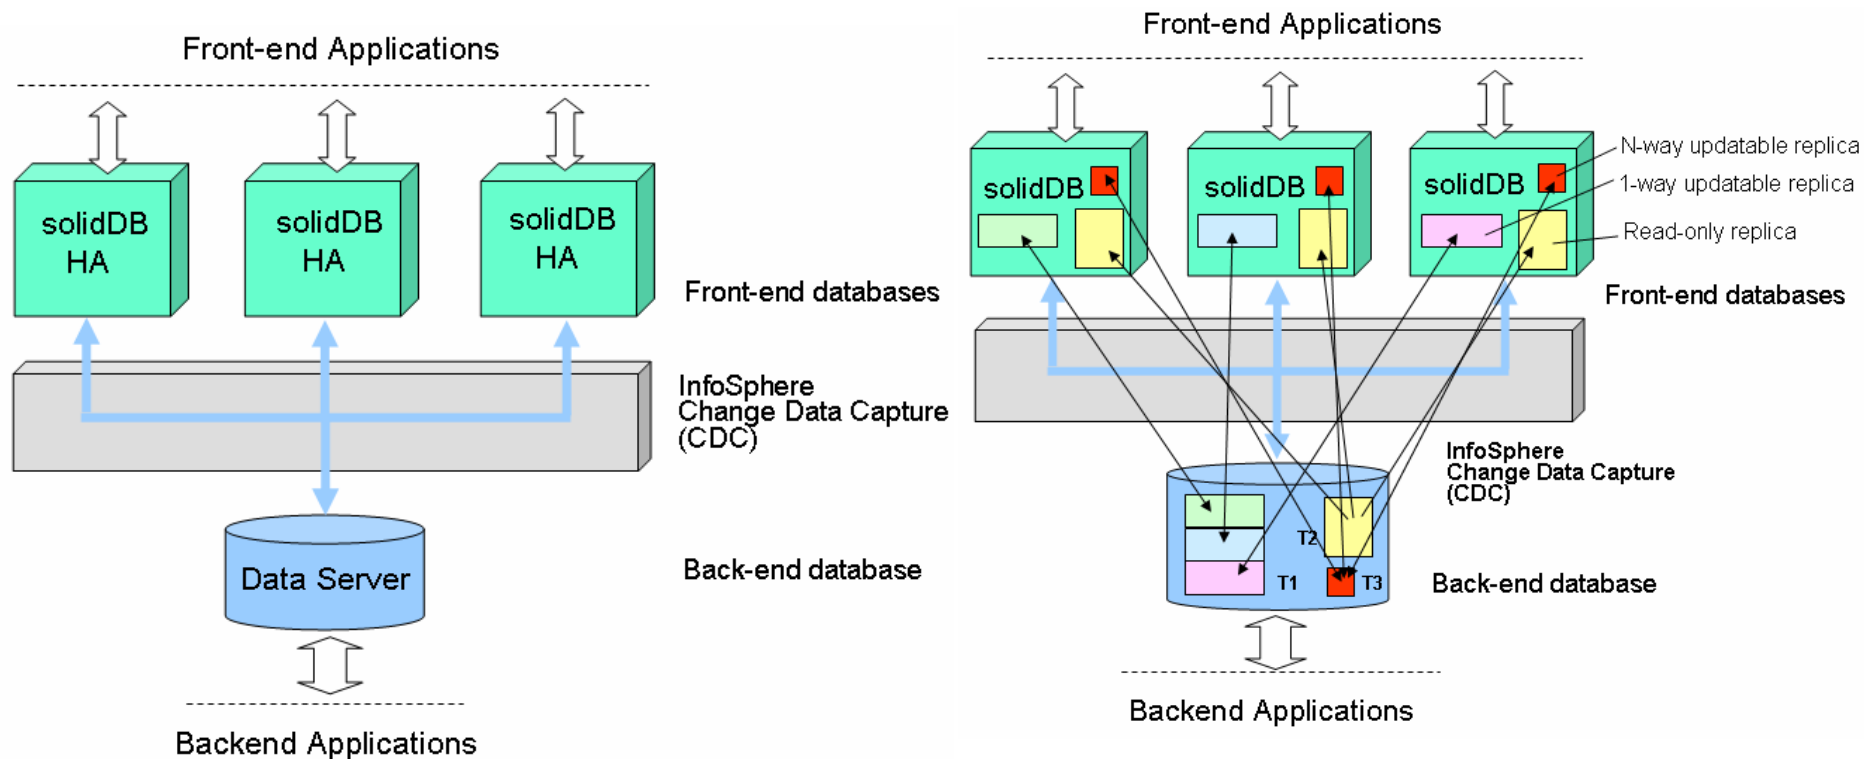 Front-end Applications
solidDB
HA
solidDB
HA
solidDB
HA
Front-end databases
InfoSphere
Change Data Capture
(CDC)
Data Server
Back-end database
Backend Applications
Front-end Applications
solidDB
solidDB
solidDB
N-way updatable replica
1-way updatable replica
Read-only replica
Front-end databases
InfoSphere
Change Data Capture
(CDC)
T2
T1
T3
Back-end database
Backend Applications